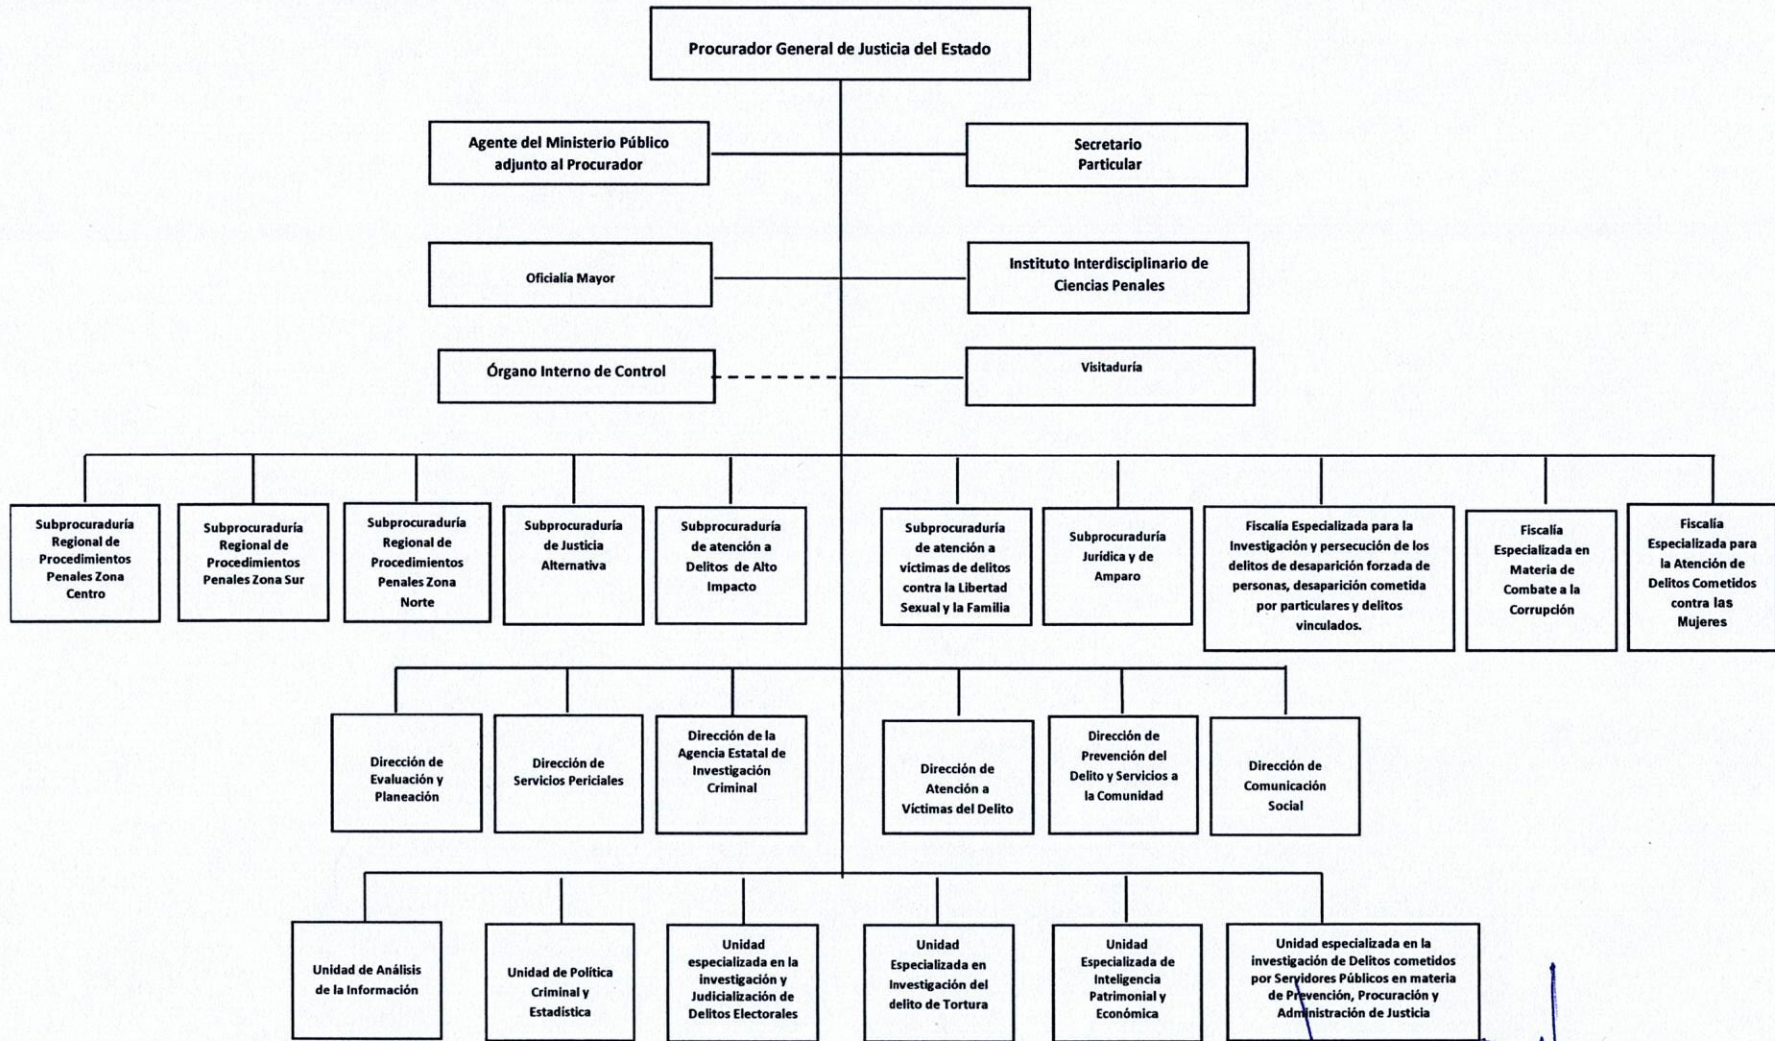 Procurador General de Justicia del Estado
Agente del Ministerio Público
adjunto al Procurador
Secretario
Particular
Oficialía Mayor
Instituto Interdisciplinario de
Ciencias Penales
Órgano Interno de Control
Visitaduría
Subprocuraduría
Regional de
Procedimientos
Penales Zona
Centro
Subprocuraduría
Regional de
Procedimientos
Penales Zona Sur
Subprocuraduría
Regional de
Procedimientos
Penales Zona
Norte
Subprocuraduría
de Justicia
Alternativa
Subprocuraduría
de atención a
Delitos de Alto
Impacto
Subprocuraduría
de atención a
víctimas de delitos
contra la Libertad
Sexual y la Familia
Subprocuraduría
Jurídica y de
Amparo
Fiscalía Especializada para la
Investigación y persecución de los
delitos de desaparición forzada de
personas, desaparición cometida
por particulares y delitos
vinculados.
Fiscalía
Especializada en
Materia de
Combate a la
Corrupción
Fiscalía
Especializada para
la Atención de
Delitos Cometidos
contra las
Mujeres
Dirección de
Evaluación y
Planeación
Dirección de
Servicios Periciales
Dirección de la
Agencia Estatal de
Investigación
Criminal
Dirección de
Atención a
Víctimas del Delito
Dirección de
Prevención del
Delito y Servicios a
la Comunidad
Dirección de
Comunicación
Social
Unidad de Análisis
de la Información
Unidad de Política
Criminal y
Estadística
Unidad
especializada en la
investigación y
Judicialización de
Delitos Electorales
Unidad
Especializada en
Investigación del
delito de Tortura
Unidad
Especializada de
Inteligencia
Patrimonial y
Económica
Unidad especializada en la
investigación de Delitos cometidos
por Servidores Públicos en materia
de Prevención, Procuración y
Administración de Justicia